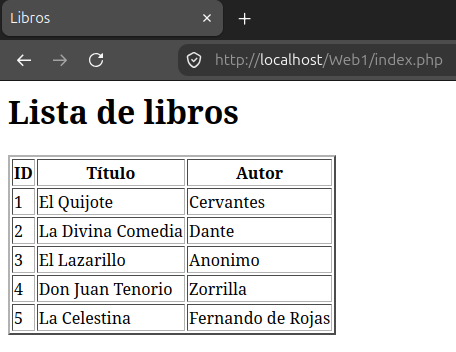 Libros
http://localhost/Web1/index.php
Lista de libros
ID Título Autor
1 El Quijote Cervantes
2 La Divina Comedia Dante
3 El Lazarillo Anonimo
4 Don Juan Tenorio Zorrilla
5 La Celestina Fernando de Rojas